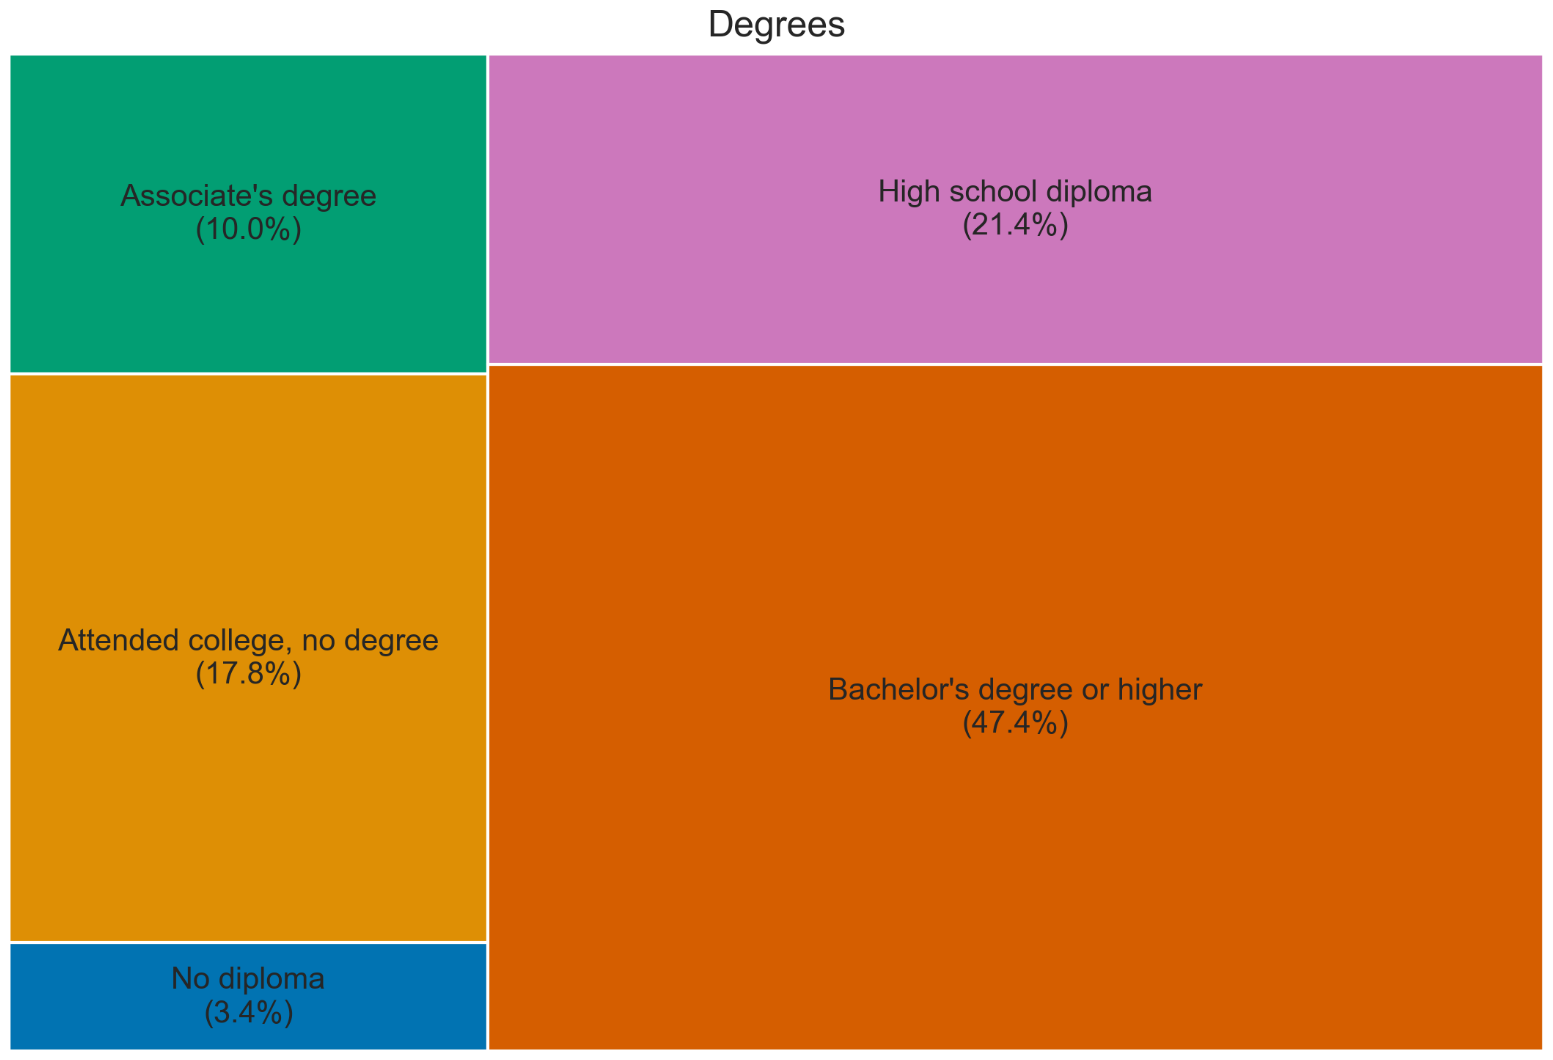 Degrees
Associate's degree
(10.0%)
High school diploma
(21.4%)
Attended college, no degree
(17.8%)
Bachelor's degree or higher
(47.4%)
No diploma
(3.4%)